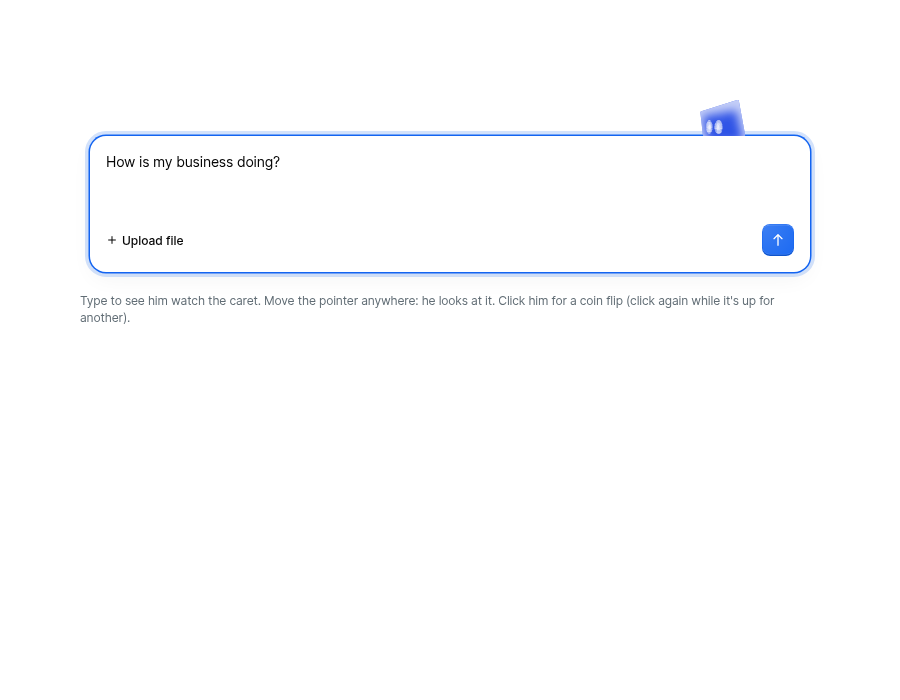 How is my business doing?
+ Upload file
Type to see him watch the caret. Move the pointer anywhere: he looks at it. Click him for a coin flip (click again while it's up for
another).